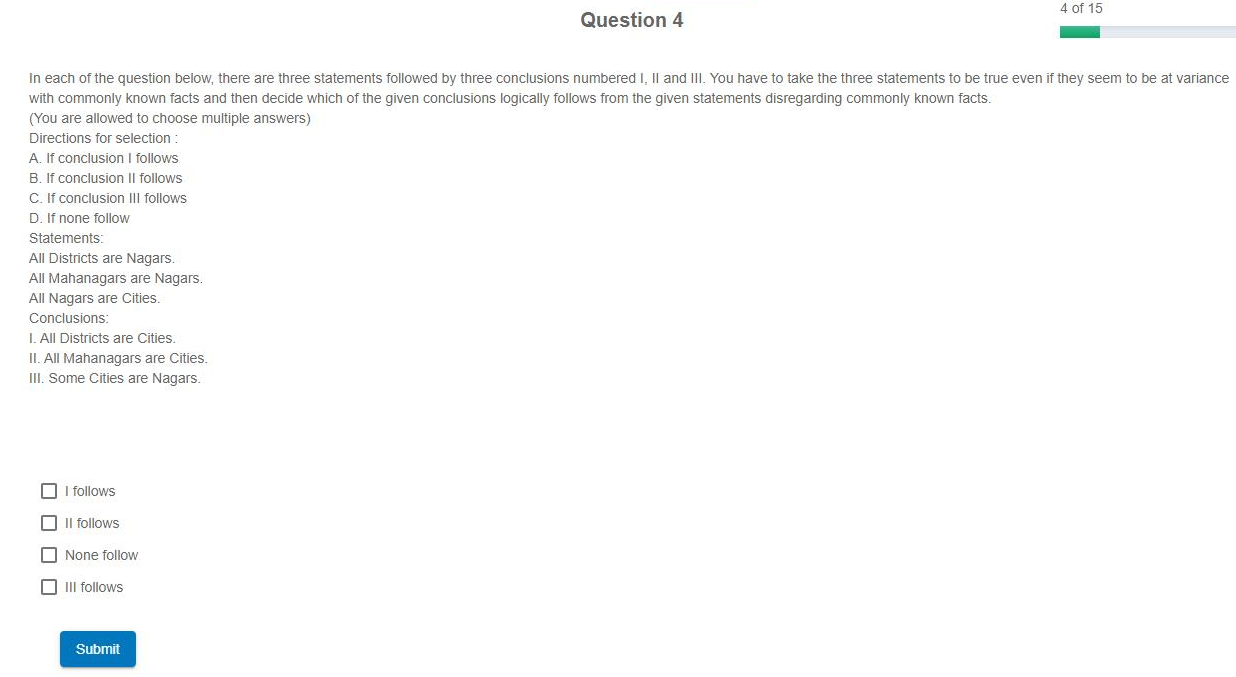 Question 4
4 of 15
In each of the question below, there are three statements followed by three conclusions numbered I, II and III. You have to take the three statements to be true even if they seem to be at variance
with commonly known facts and then decide which of the given conclusions logically follows from the given statements disregarding commonly known facts.
(You are allowed to choose multiple answers)
Directions for selection :
A. If conclusion I follows
B. If conclusion II follows
C. If conclusion III follows
D. If none follow
Statements:
All Districts are Nagars.
All Mahanagars are Nagars.
All Nagars are Cities.
Conclusions:
I. All Districts are Cities.
II. All Mahanagars are Cities.
III. Some Cities are Nagars.
I follows
II follows
None follow
III follows
Submit